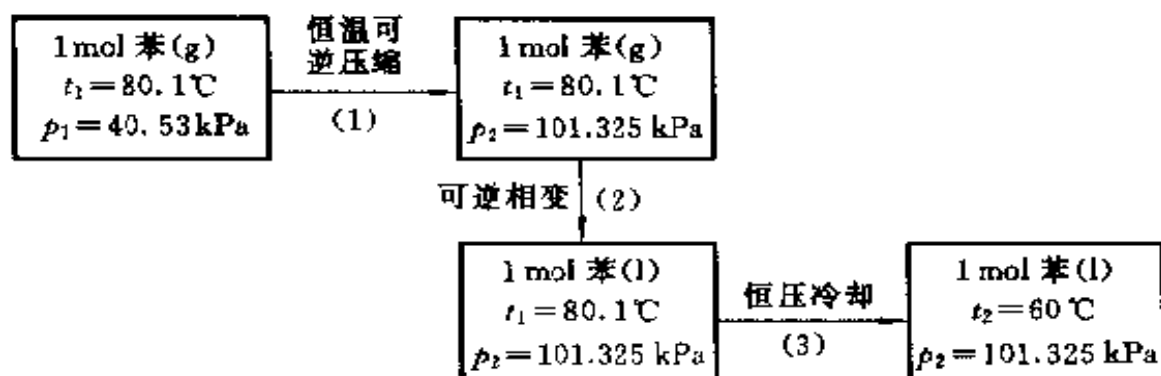 1 mol 苯(g)
t₁=80.1℃
p₁=40.53kPa
恒温可
逆压缩
(1)
1 mol 苯(g)
t₁=80.1℃
p₂=101.325 kPa
可逆相变
(2)
1 mol 苯(l)
t₁=80.1℃
p₂=101.325 kPa
恒压冷却
(3)
1 mol 苯(l)
t₂=60℃
p₂=101.325 kPa